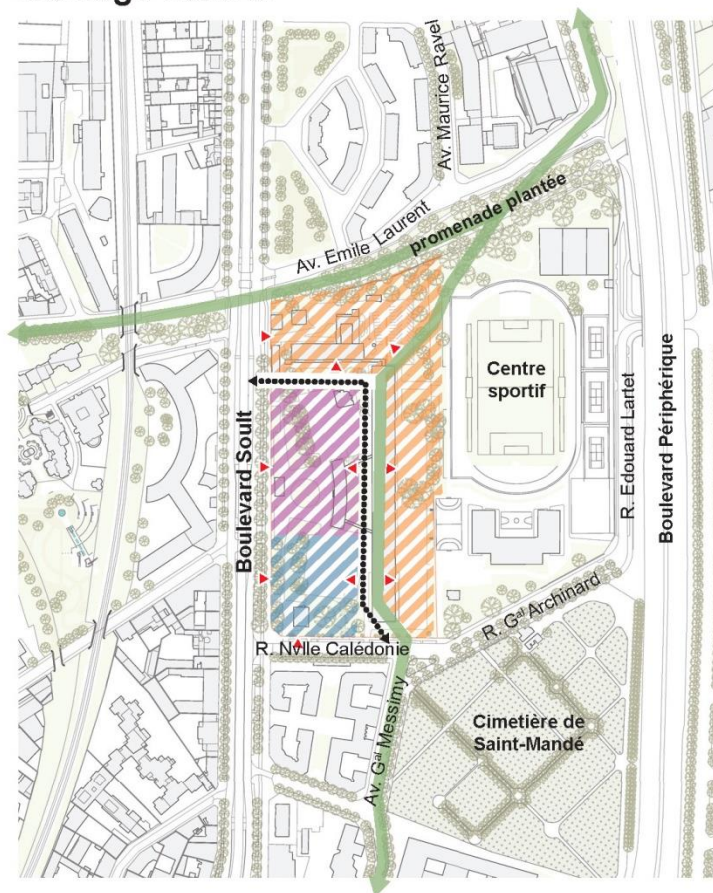 Av. Maurice Ravel
promenade plantée
Av. Emile Laurent
Centre
sportif
Boulevard Soult
R. Edouard Lartet
Boulevard Périphérique
R. Gal Archinard
R. Nvlle Calédonie
Av. Gal Messimy
Cimetière de
Saint-Mandé